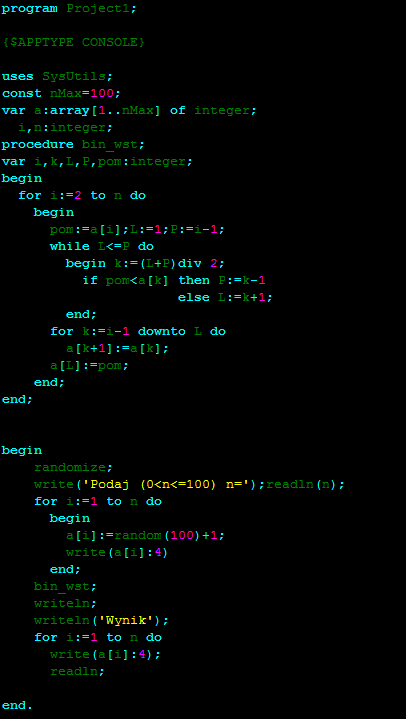 program Project1;
{$APPTYPE CONSOLE}
uses SysUtils;
const nMax=100;
var a:array[1..nMax] of integer;
  i,n:integer;
procedure bin_wst;
var i,k,L,P,pom:integer;
begin
  for i:=2 to n do
    begin
      pom:=a[i];L:=1;P:=i-1;
      while L<=P do
        begin k:=(L+P)div 2;
          if pom<a[k] then P:=k-1
                      else L:=k+1;
        end;
      for k:=i-1 downto L do
        a[k+1]:=a[k];
      a[L]:=pom;
    end;
end;
begin
    randomize;
    write('Podaj (0<n<=100) n=');readln(n);
    for i:=1 to n do
      begin
        a[i]:=random(100)+1;
        write(a[i]:4)
      end;
    bin_wst;
    writeln;
    writeln('Wynik');
    for i:=1 to n do
      write(a[i]:4);
      readln;
end.